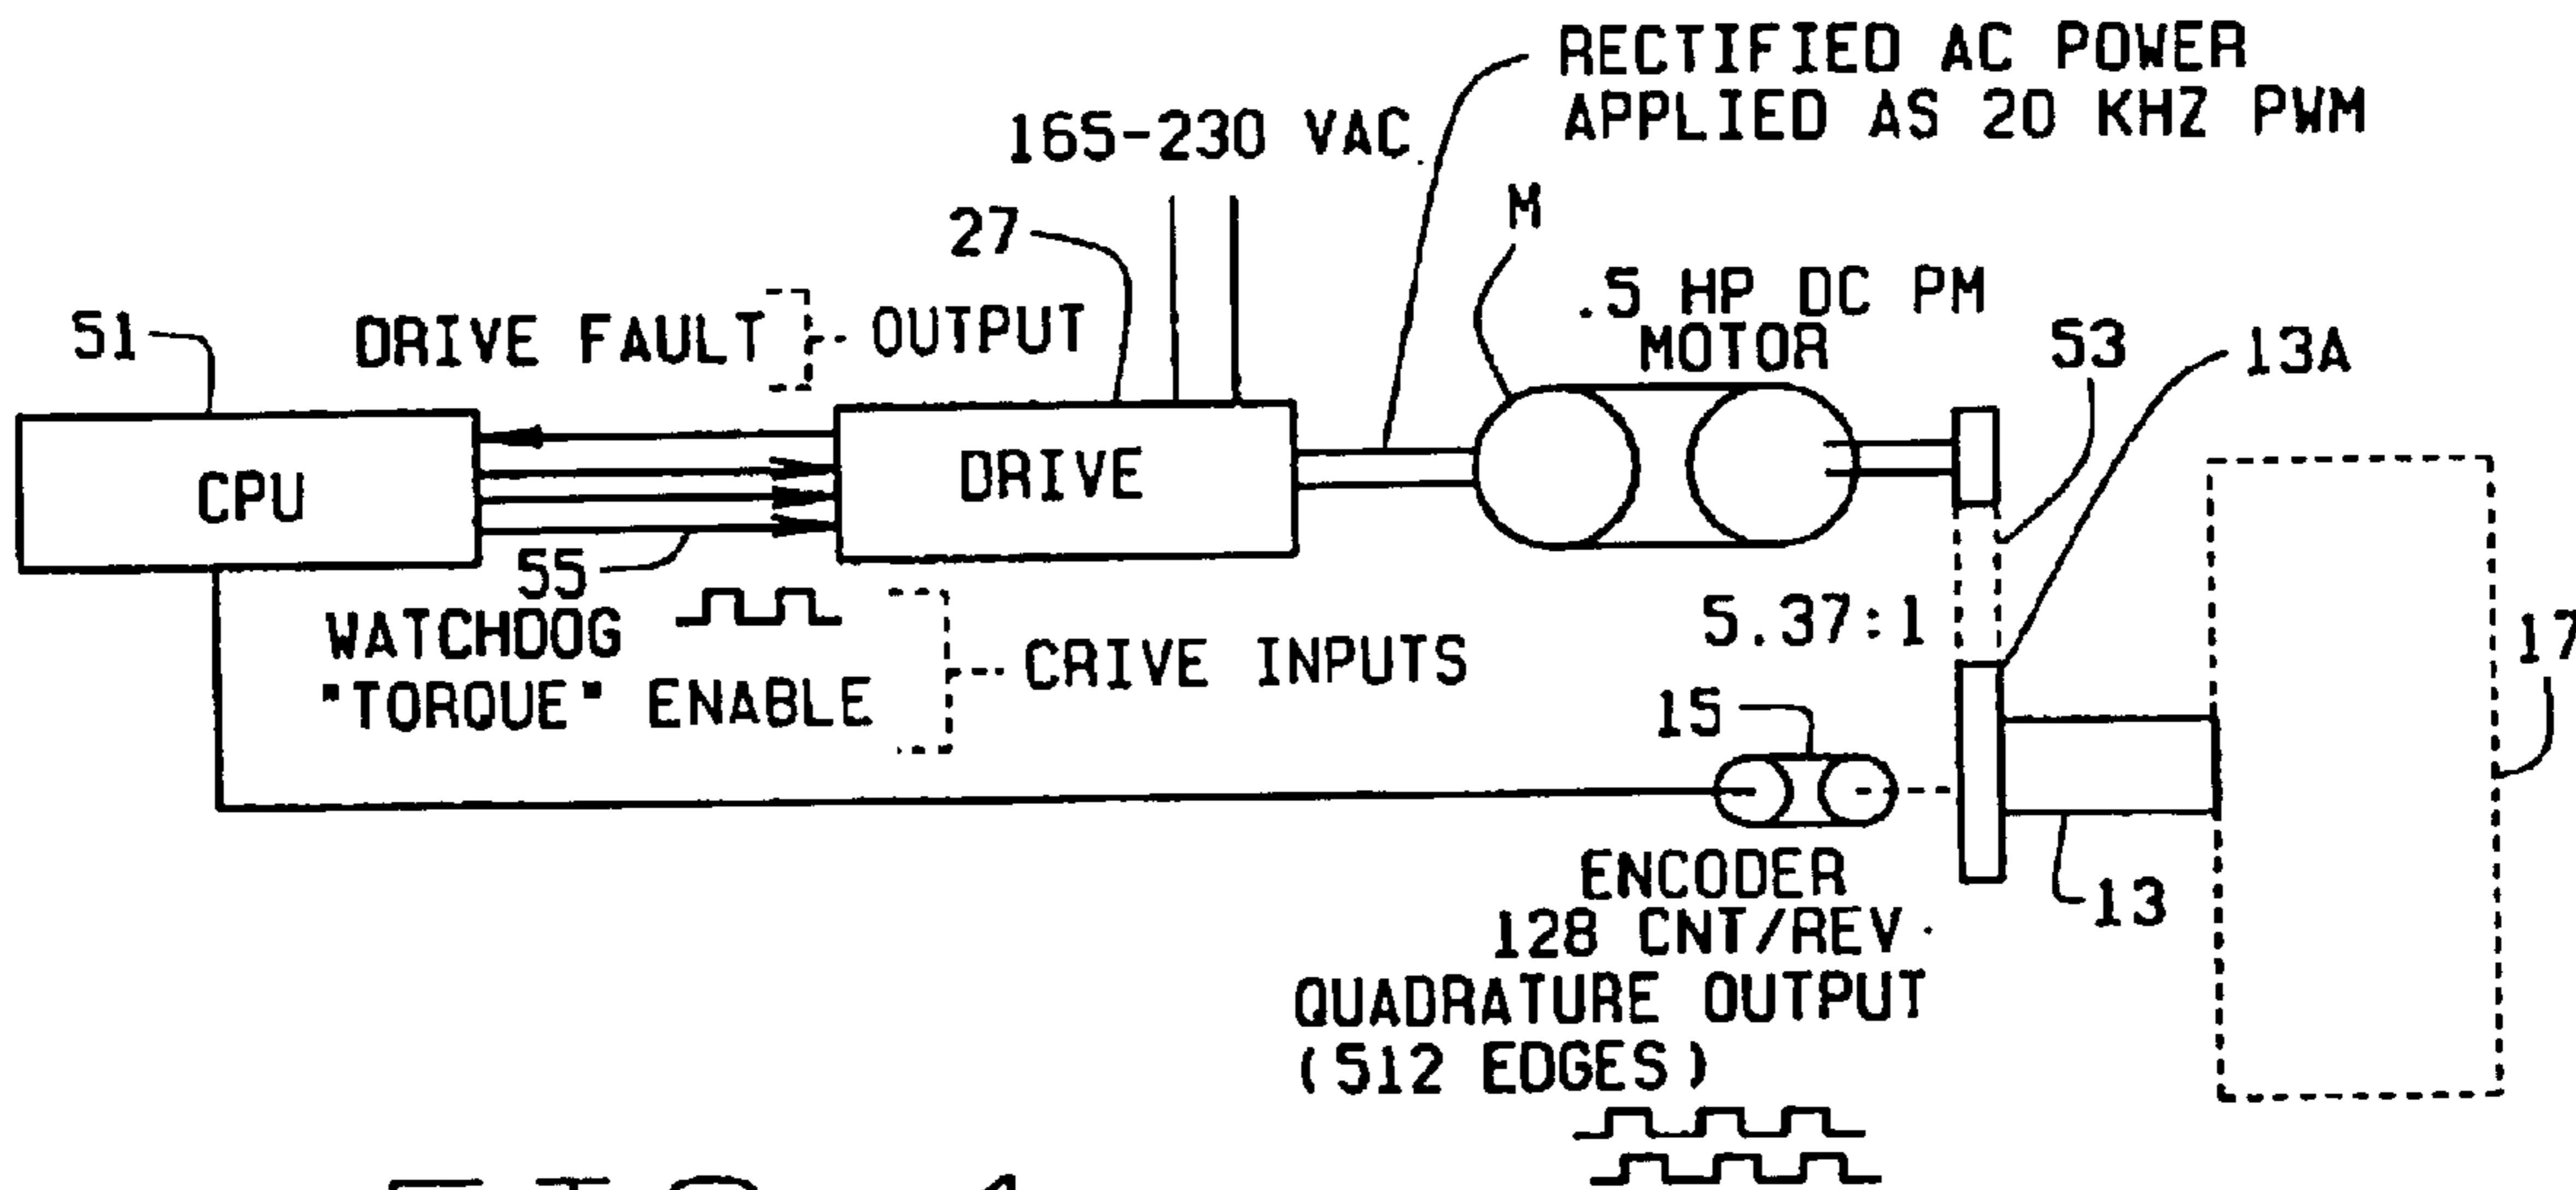 RECTIFIED AC POWER
APPLIED AS 20 KHZ PWM
165-230 VAC
27
M
.5 HP DC PM
MOTOR
51
DRIVE FAULT
OUTPUT
53
13A
CPU
DRIVE
55
WATCHDOG
"TORQUE" ENABLE
CRIVE INPUTS
5.37:1
17
15
13
ENCODER
128 CNT/REV
QUADRATURE OUTPUT
(512 EDGES)